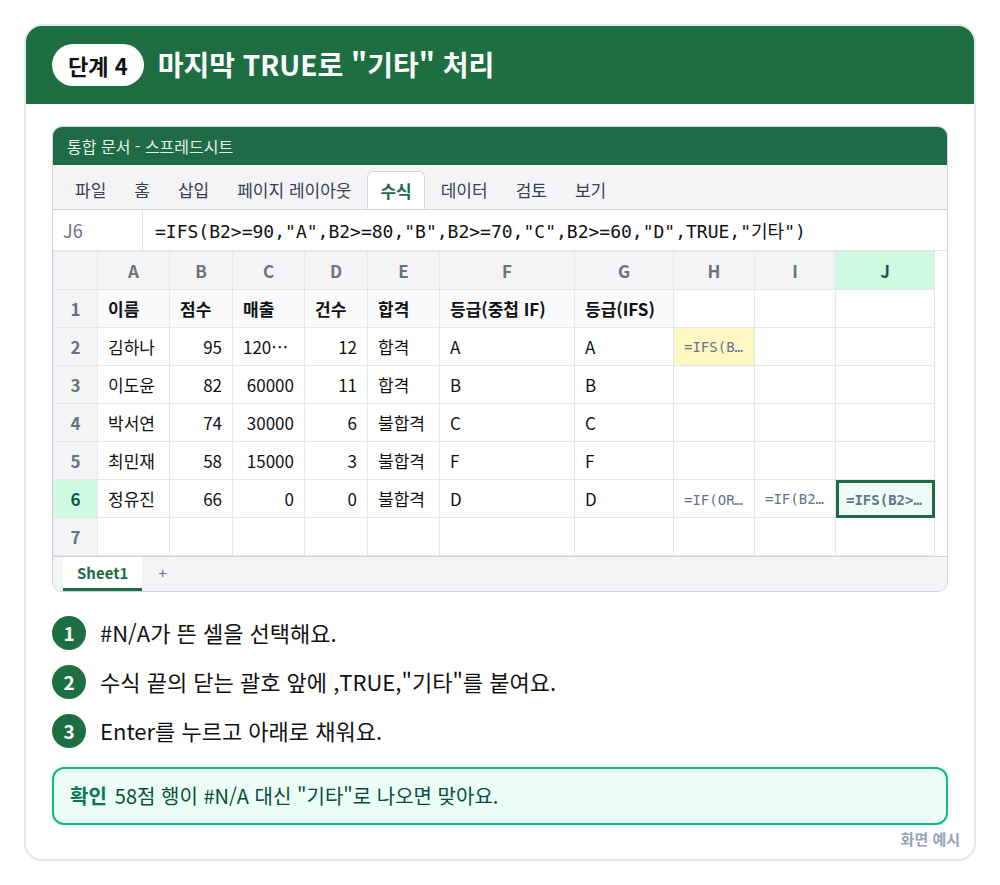 단계 4 마지막 TRUE로 "기타" 처리
통합 문서 - 스프레드시트
파일 홈 삽입 페이지 레이아웃 수식 데이터 검토 보기
J6 =IFS(B2>=90,"A",B2>=80,"B",B2>=70,"C",B2>=60,"D",TRUE,"기타")
A B C D E F G H I J
1 이름 점수 매출 건수 합격 등급(중첩 IF) 등급(IFS)
2 김하나 95 120… 12 합격 A A =IFS(B…
3 이도윤 82 60000 11 합격 B B
4 박서연 74 30000 6 불합격 C C
5 최민재 58 15000 3 불합격 F F
6 정유진 66 0 0 불합격 D D =IF(OR… =IF(B2… =IFS(B2>…
7
Sheet1 +
1 #N/A가 뜬 셀을 선택해요.
2 수식 끝의 닫는 괄호 앞에 ,TRUE,"기타"를 붙여요.
3 Enter를 누르고 아래로 채워요.
확인 58점 행이 #N/A 대신 "기타"로 나오면 맞아요.
화면 예시